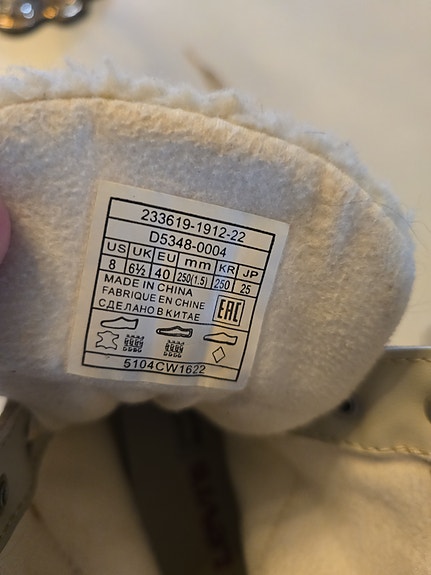 233619-1912-22
D5348-0004
US UK EU mm KR JP
8 6½ 40 250(1.5) 250 25
MADE IN CHINA
FABRIQUE EN CHINE
СДЕЛАНО В КИТАЕ
EAC
5104CW1622
LEVI'S